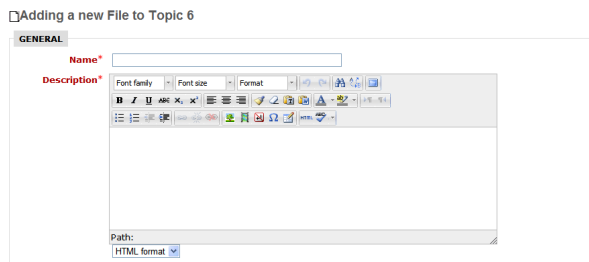 Adding a new File to Topic 6
GENERAL
Name*
Description*
Font family Font size Format
B I U ABC x₂ x²
HTML
Path:
HTML format